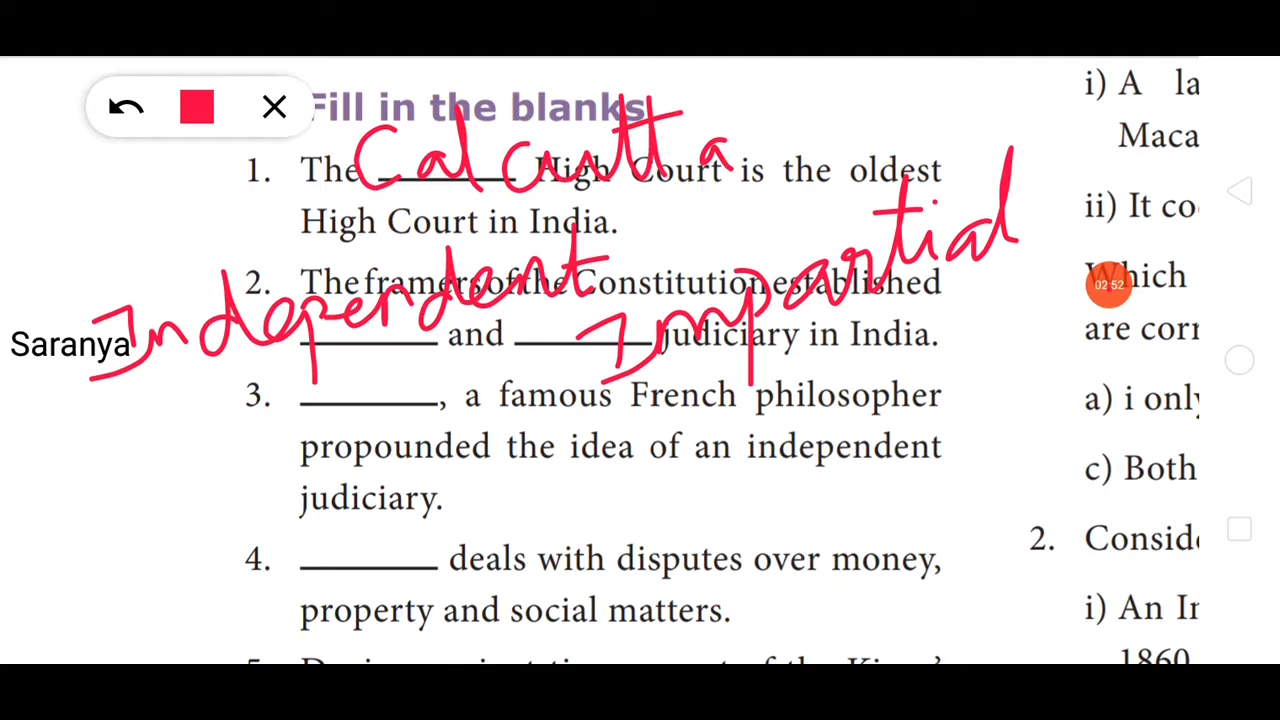 Fill in the blanks
1. The Calcutta High Court is the oldest
High Court in India.
2. The framers of the Constitution established
Independent and Impartial judiciary in India.
Saranya
3. ________, a famous French philosopher
propounded the idea of an independent
judiciary.
4. ________ deals with disputes over money,
property and social matters.
i) A la
Maca
ii) It co
Which
02:52
are corr
a) i only
c) Both
2. Conside
i) An In
1860